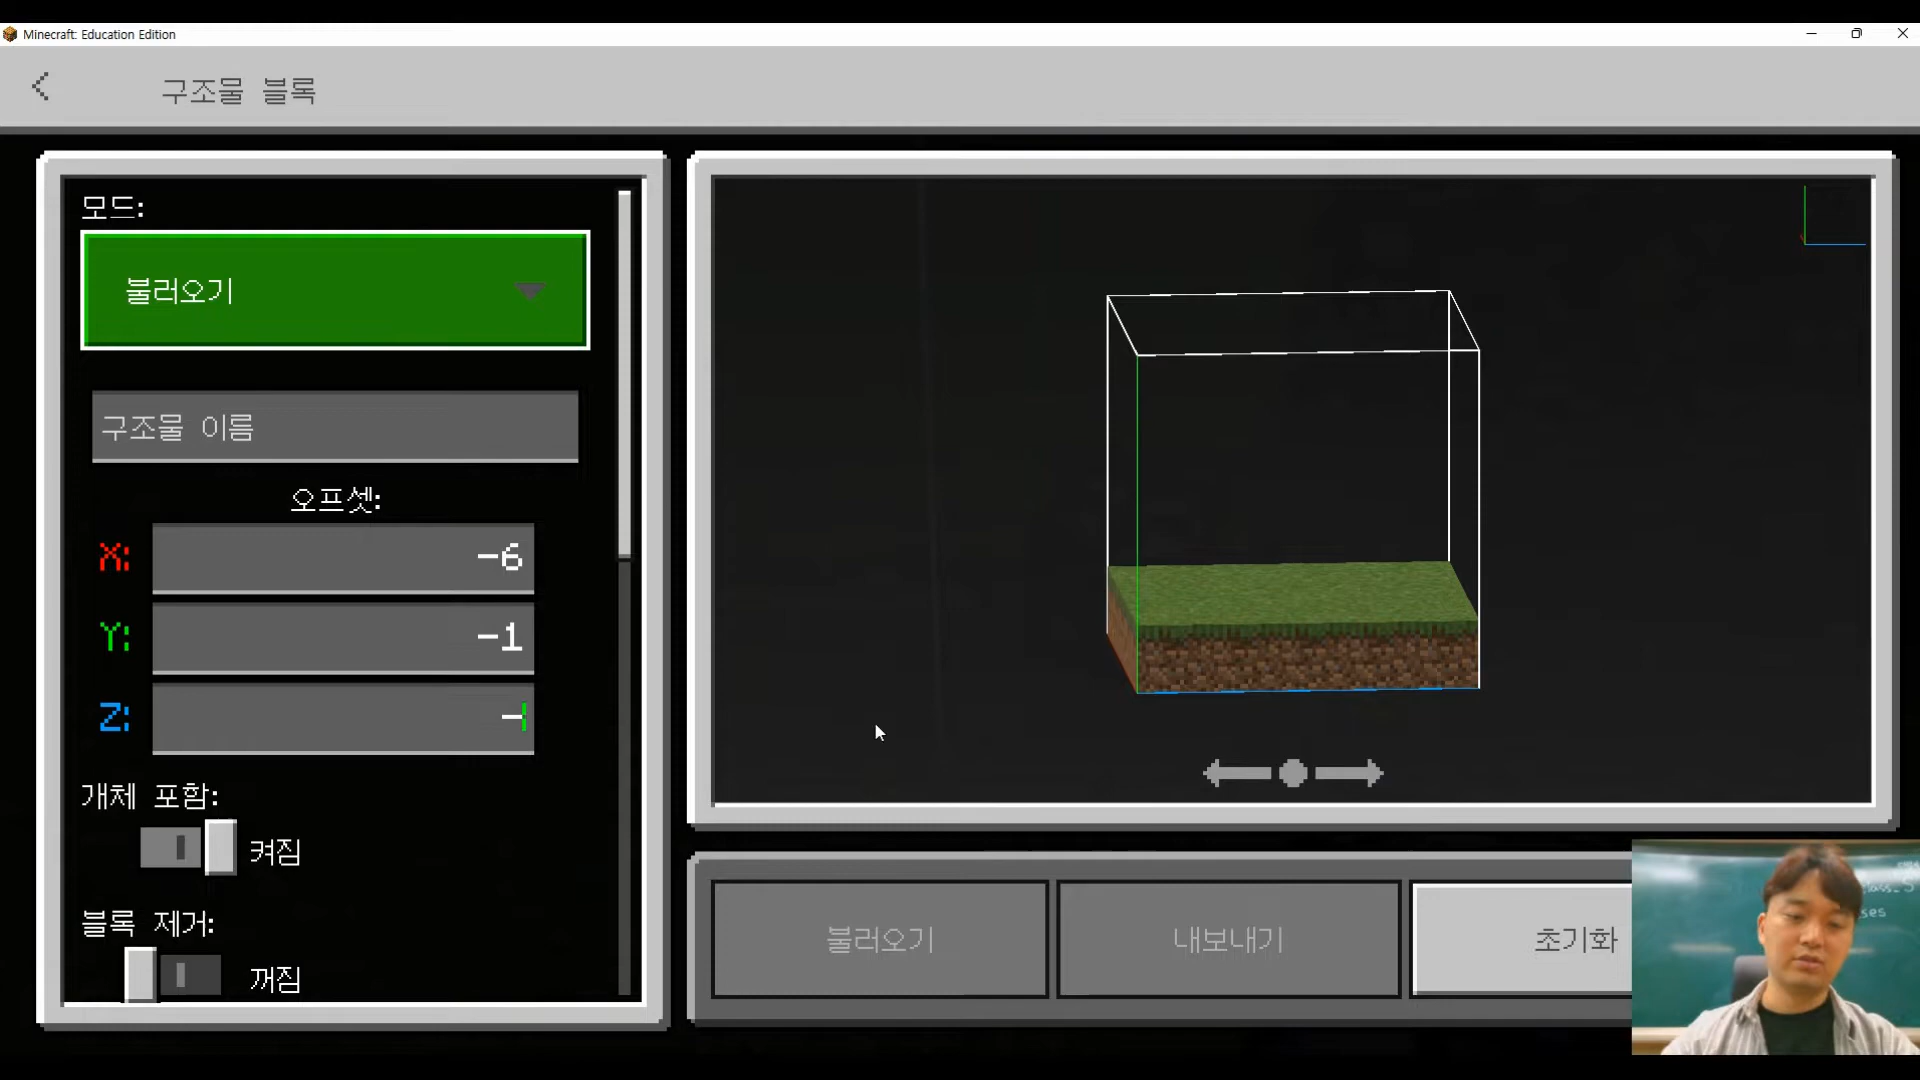 Minecraft: Education Edition
구조물 블록
모드:
불러오기
구조물 이름
오프셋:
X: -6
Y: -1
Z: -
개체 포함:
켜짐
블록 제거:
꺼짐
불러오기
내보내기
초기화